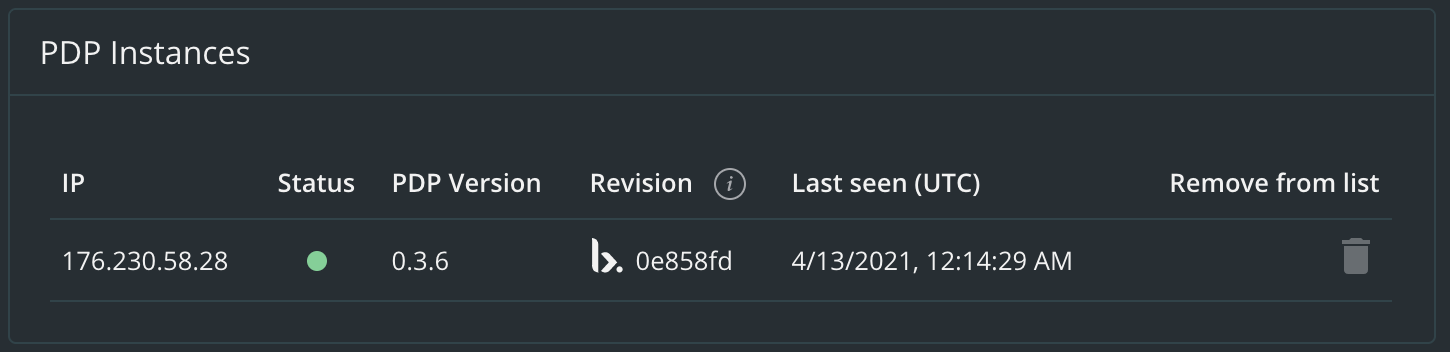 PDP Instances
IP Status PDP Version Revision i Last seen (UTC) Remove from list
176.230.58.28 0.3.6 0e858fd 4/13/2021, 12:14:29 AM